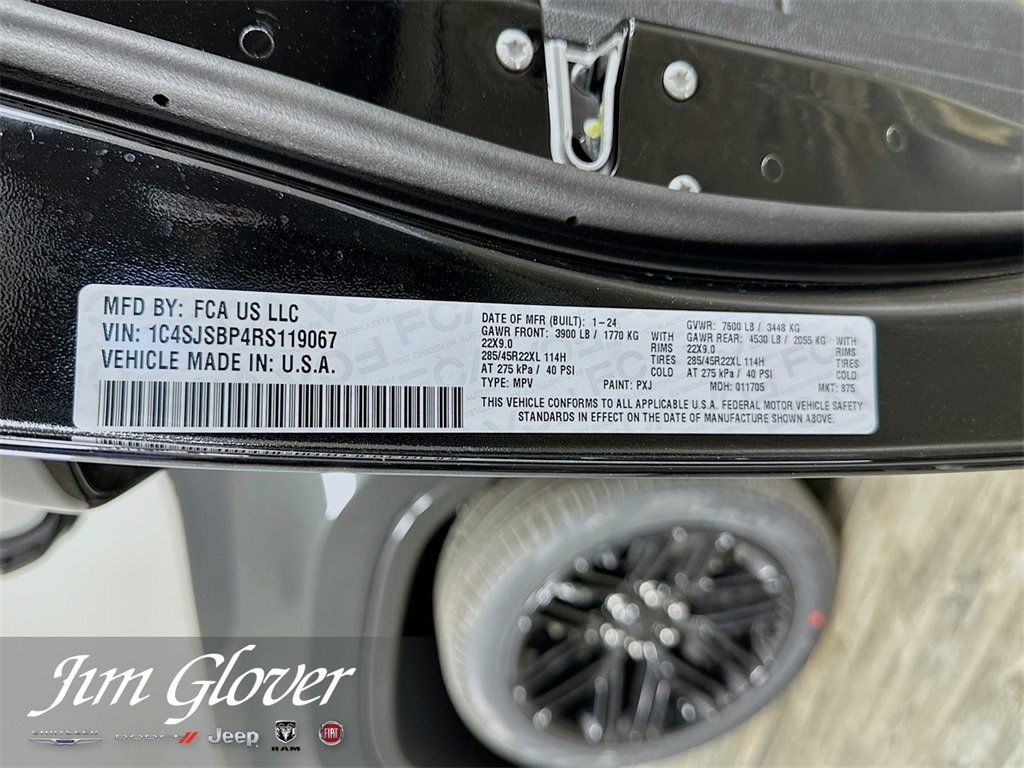 MFD BY: FCA US LLC
VIN: 1C4SJSBP4RS119067
VEHICLE MADE IN: U.S.A.
DATE OF MFR (BUILT): 1-24
GAWR FRONT: 3900 LB / 1770 KG WITH
22X9.0 RIMS
285/45R22XL 114H TIRES
AT 275 kPa / 40 PSI COLD
TYPE: MPV PAINT: PXJ
GVWR: 7600 LB / 3448 KG
GAWR REAR: 4530 LB / 2055 KG WITH
22X9.0 RIMS
285/45R22XL 114H TIRES
AT 275 kPa / 40 PSI COLD
MDH: 011705 MKT: 875
THIS VEHICLE CONFORMS TO ALL APPLICABLE U.S.A. FEDERAL MOTOR VEHICLE SAFETY
STANDARDS IN EFFECT ON THE DATE OF MANUFACTURE SHOWN ABOVE.
Jim Glover
CHRYSLER DODGE Jeep RAM FIAT